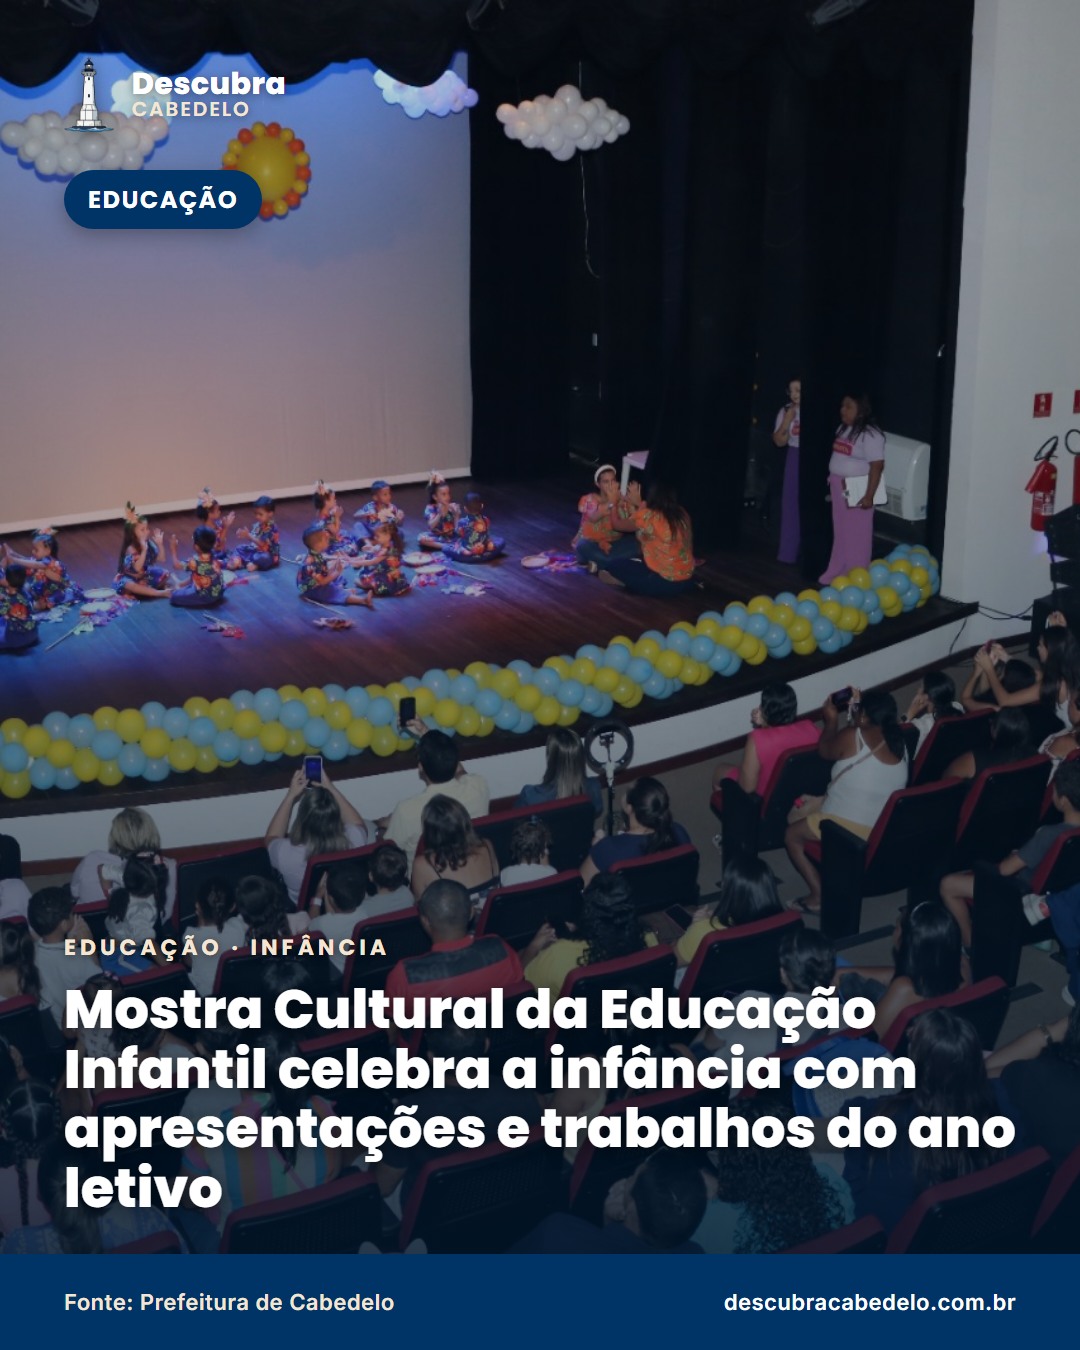 Descubra
CABEDELO
EDUCAÇÃO
EDUCAÇÃO · INFÂNCIA
Mostra Cultural da Educação
Infantil celebra a infância com
apresentações e trabalhos do ano
letivo
Fonte: Prefeitura de Cabedelo
descubracabedelo.com.br